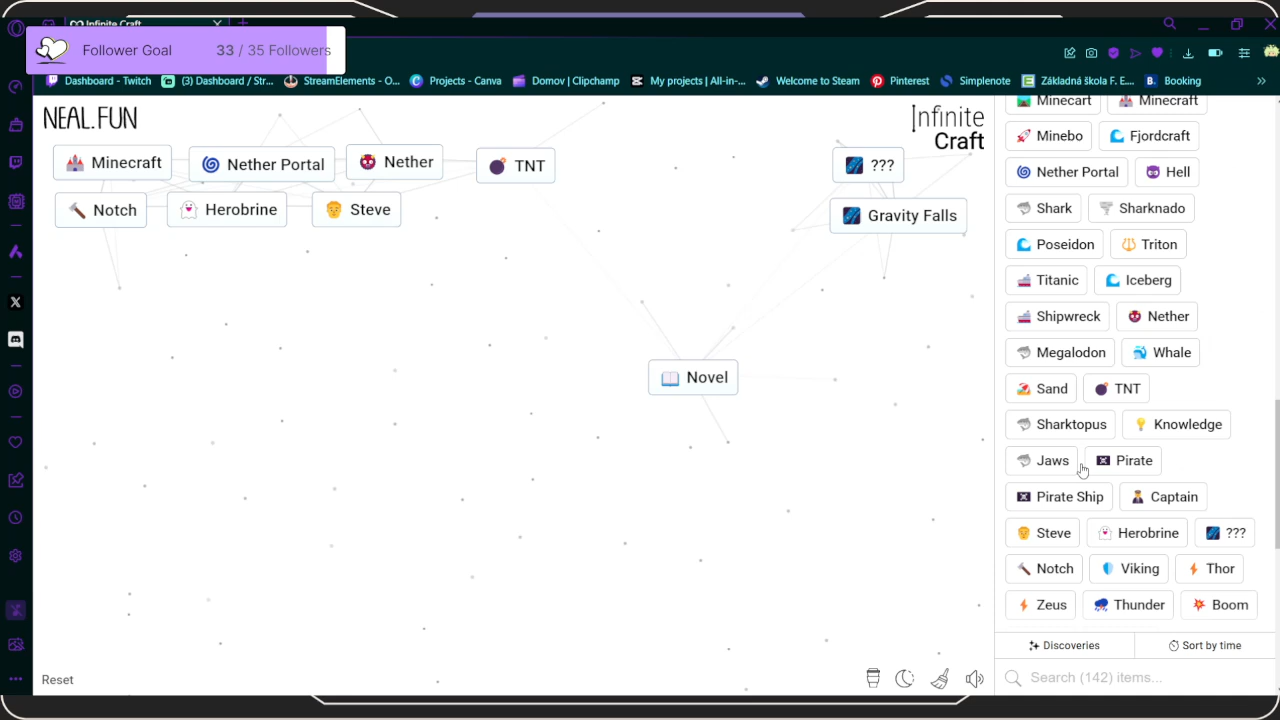 Infinite Craft
Follower Goal 33 / 35 Followers
Dashboard - Twitch (3) Dashboard / Str... StreamElements - O... Projects - Canva Domov | Clipchamp My projects | All-in-... Welcome to Steam Pinterest Simplenote Základná škola F. E... Booking
NEAL.FUN
Infinite
Craft
Minecraft Nether Portal Nether TNT
Notch Herobrine Steve
???
Gravity Falls
Novel
Minecart Minecraft
Minebo Fjordcraft
Nether Portal Hell
Shark Sharknado
Poseidon Triton
Titanic Iceberg
Shipwreck Nether
Megalodon Whale
Sand TNT
Sharktopus Knowledge
Jaws Pirate
Pirate Ship Captain
Steve Herobrine ???
Notch Viking Thor
Zeus Thunder Boom
Discoveries Sort by time
Reset
Search (142) items...